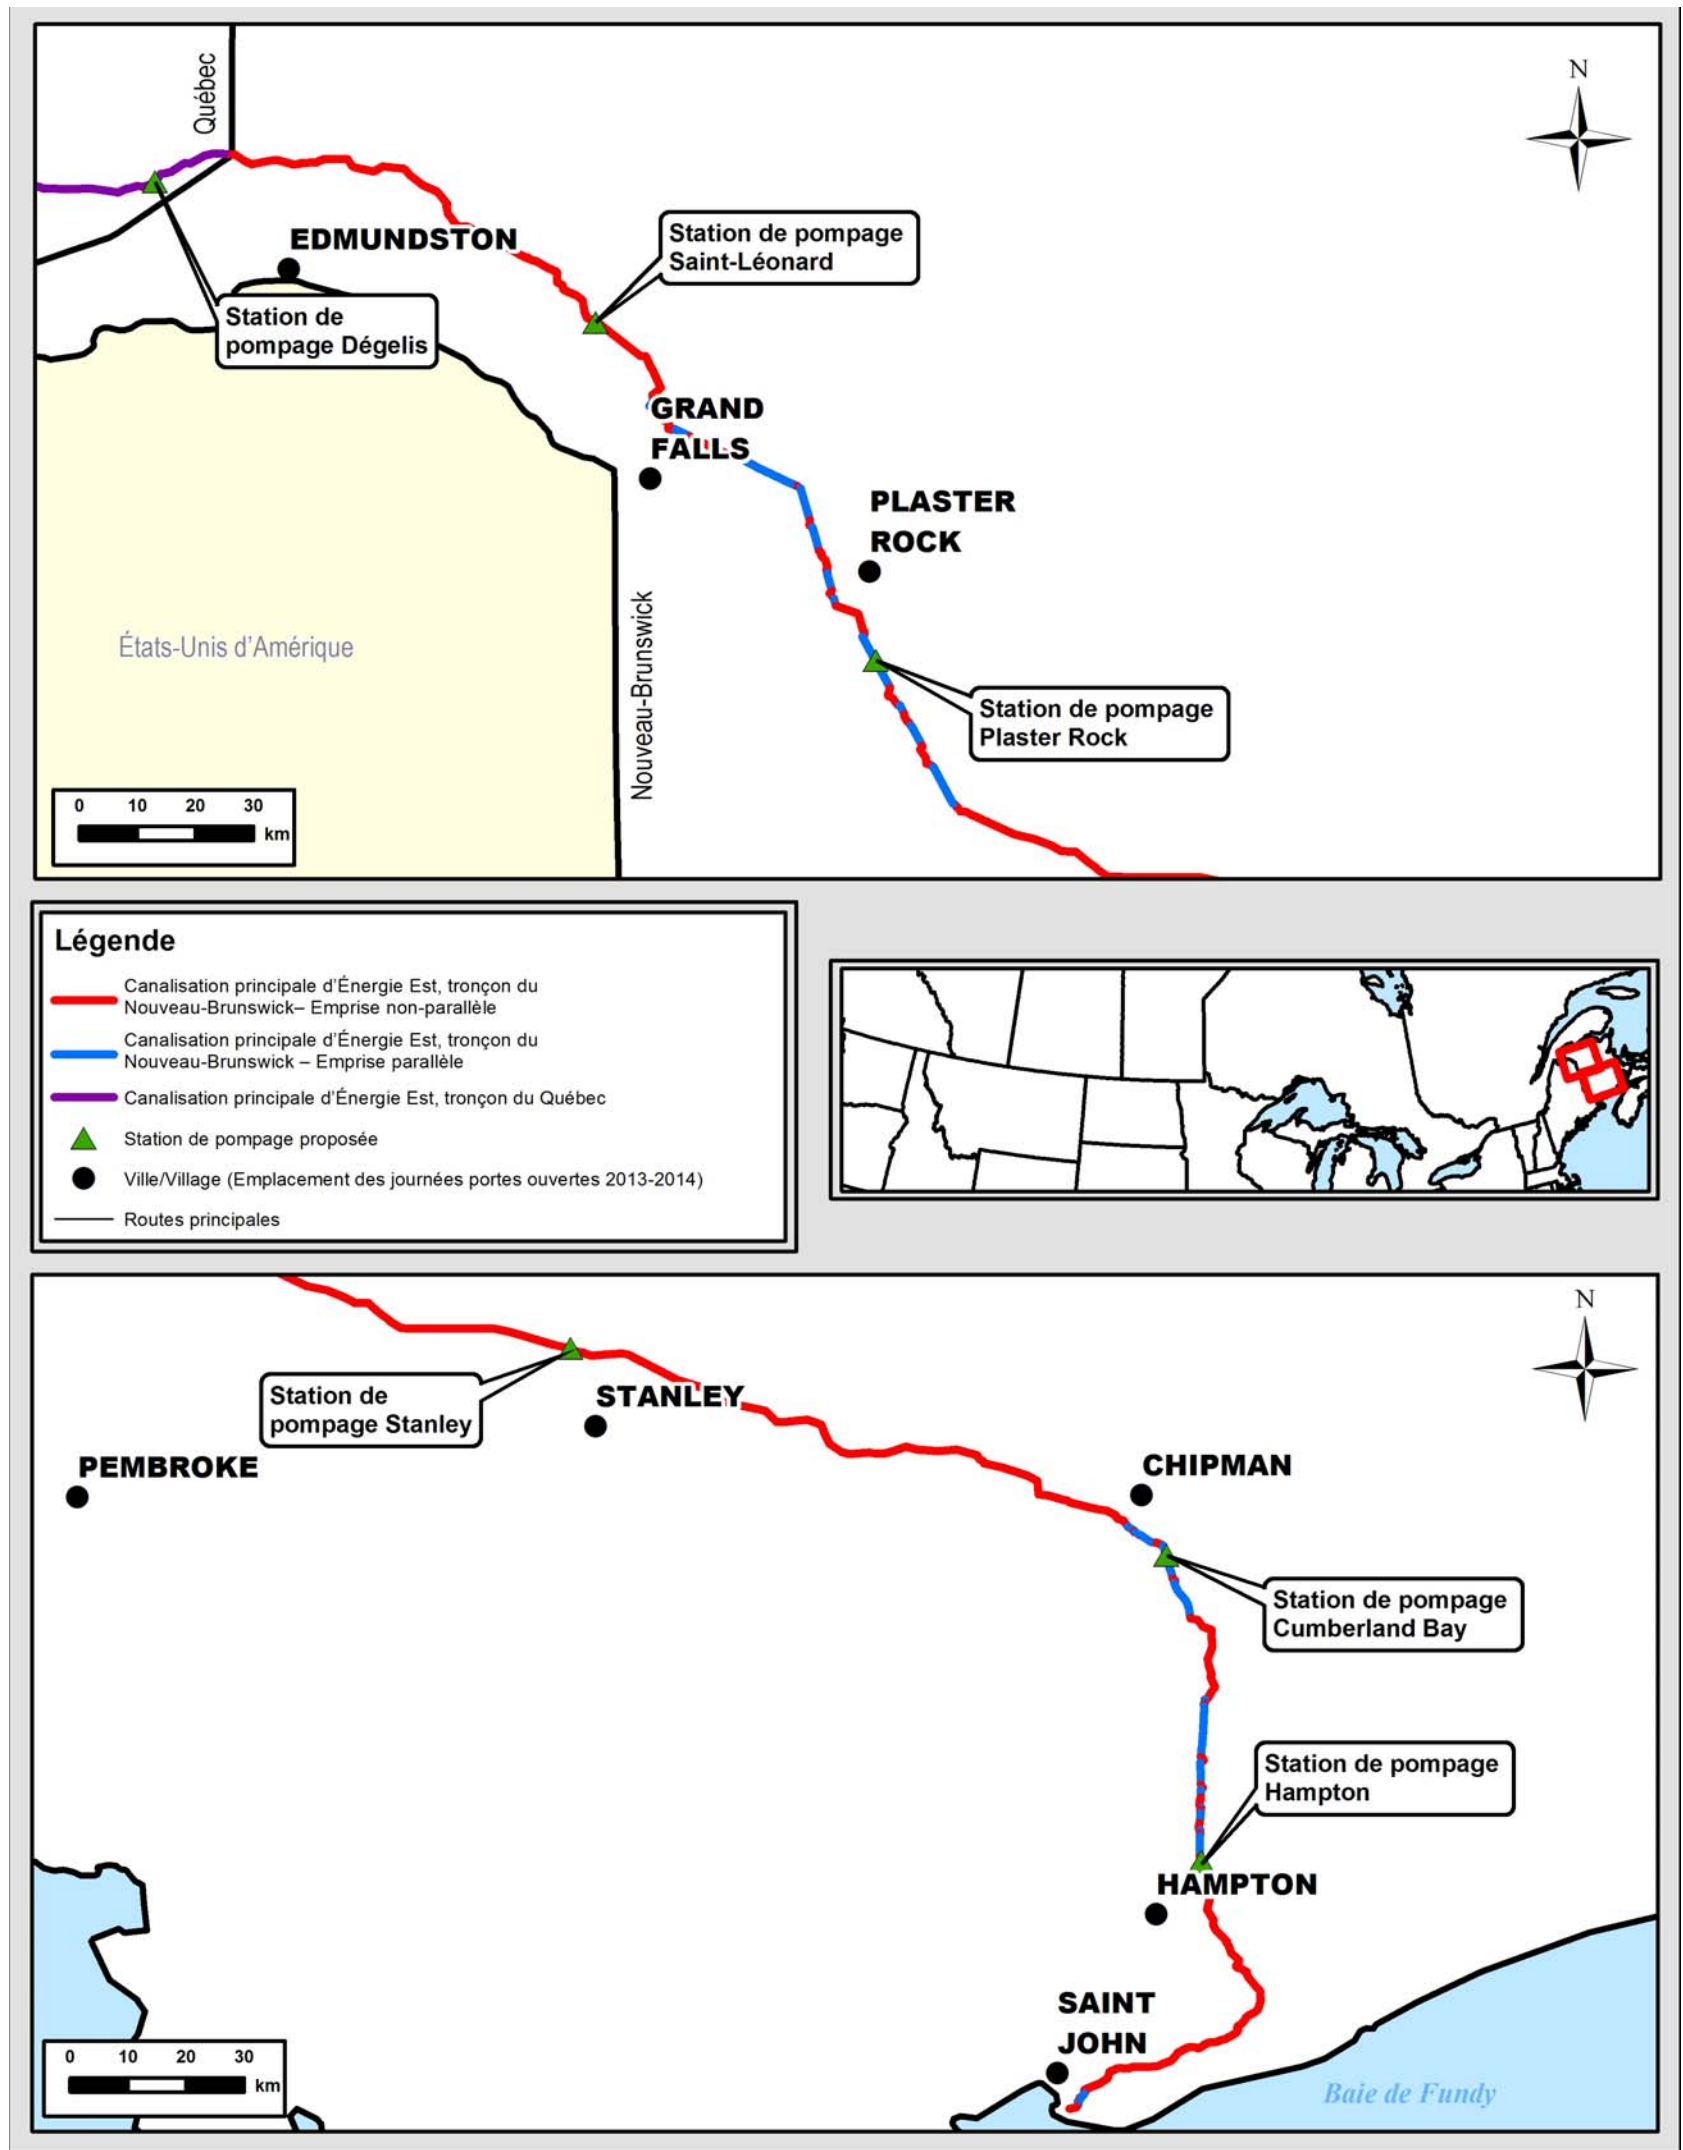 Québec
N
EDMUNDSTON
Station de pompage
Saint-Léonard
Station de
pompage Dégelis
GRAND
FALLS
PLASTER
ROCK
États-Unis d'Amérique
Nouveau-Brunswick
Station de pompage
Plaster Rock
0 10 20 30
km
Légende
Canalisation principale d'Énergie Est, tronçon du
Nouveau-Brunswick– Emprise non-parallèle
Canalisation principale d'Énergie Est, tronçon du
Nouveau-Brunswick – Emprise parallèle
Canalisation principale d'Énergie Est, tronçon du Québec
Station de pompage proposée
Ville/Village (Emplacement des journées portes ouvertes 2013-2014)
Routes principales
N
Station de
pompage Stanley
STANLEY
PEMBROKE
CHIPMAN
Station de pompage
Cumberland Bay
Station de pompage
Hampton
HAMPTON
SAINT
JOHN
0 10 20 30
km
Baie de Fundy